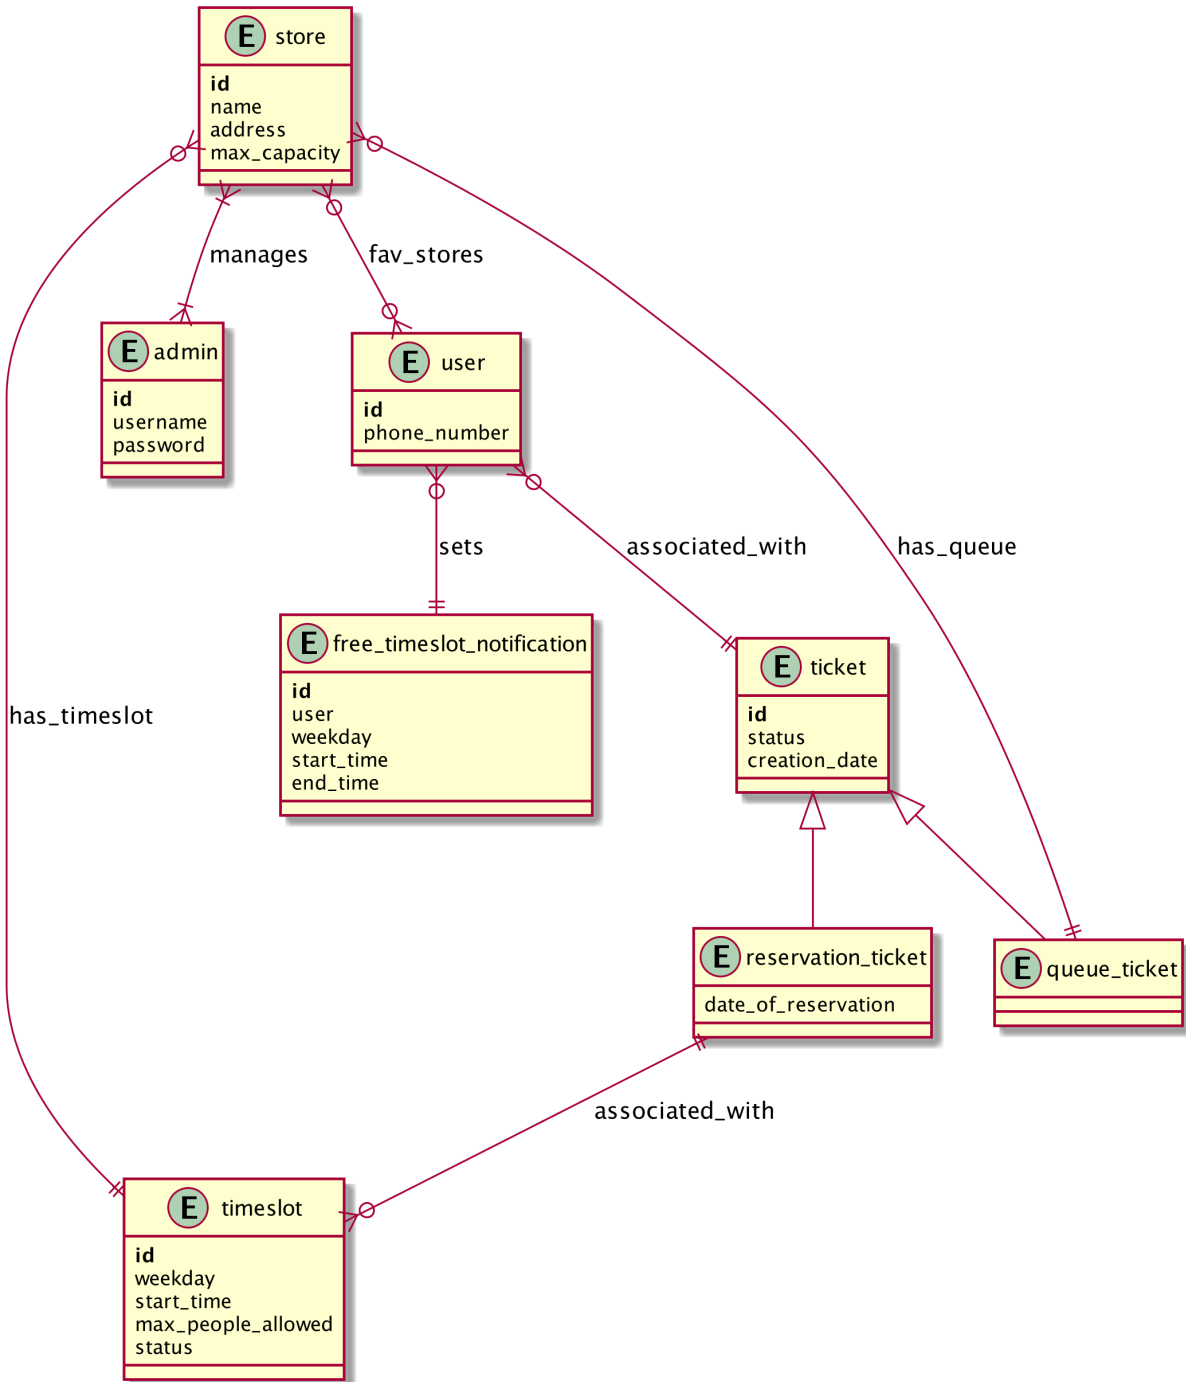 E store
id
name
address
max_capacity
manages
fav_stores
E admin
id
username
password
E user
id
phone_number
sets
associated_with
has_queue
E free_timeslot_notification
id
user
weekday
start_time
end_time
E ticket
id
status
creation_date
has_timeslot
E reservation_ticket
date_of_reservation
E queue_ticket
associated_with
E timeslot
id
weekday
start_time
max_people_allowed
status